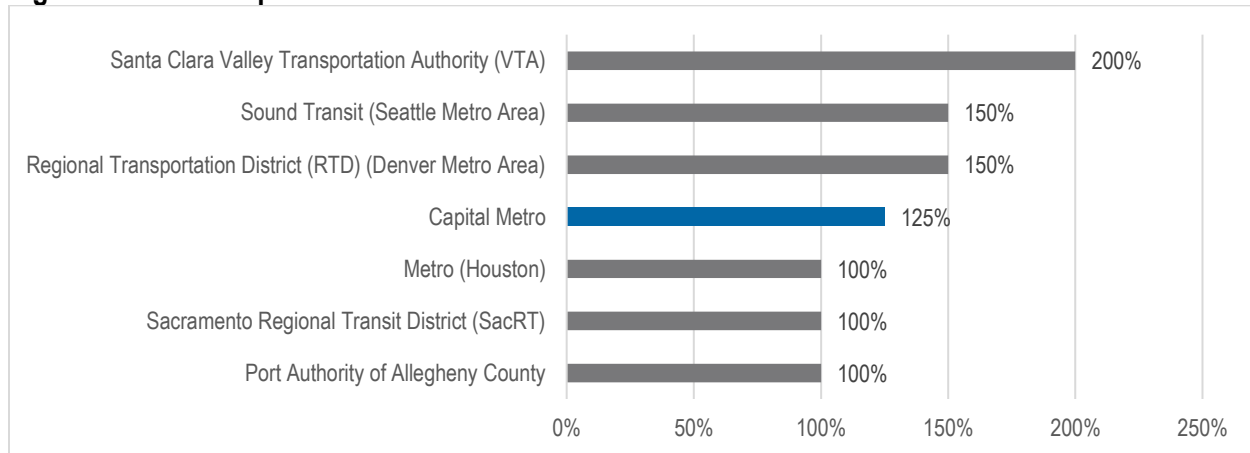 Santa Clara Valley Transportation Authority (VTA) 200%
Sound Transit (Seattle Metro Area) 150%
Regional Transportation District (RTD) (Denver Metro Area) 150%
Capital Metro 125%
Metro (Houston) 100%
Sacramento Regional Transit District (SacRT) 100%
Port Authority of Allegheny County 100%
0% 50% 100% 150% 200% 250%